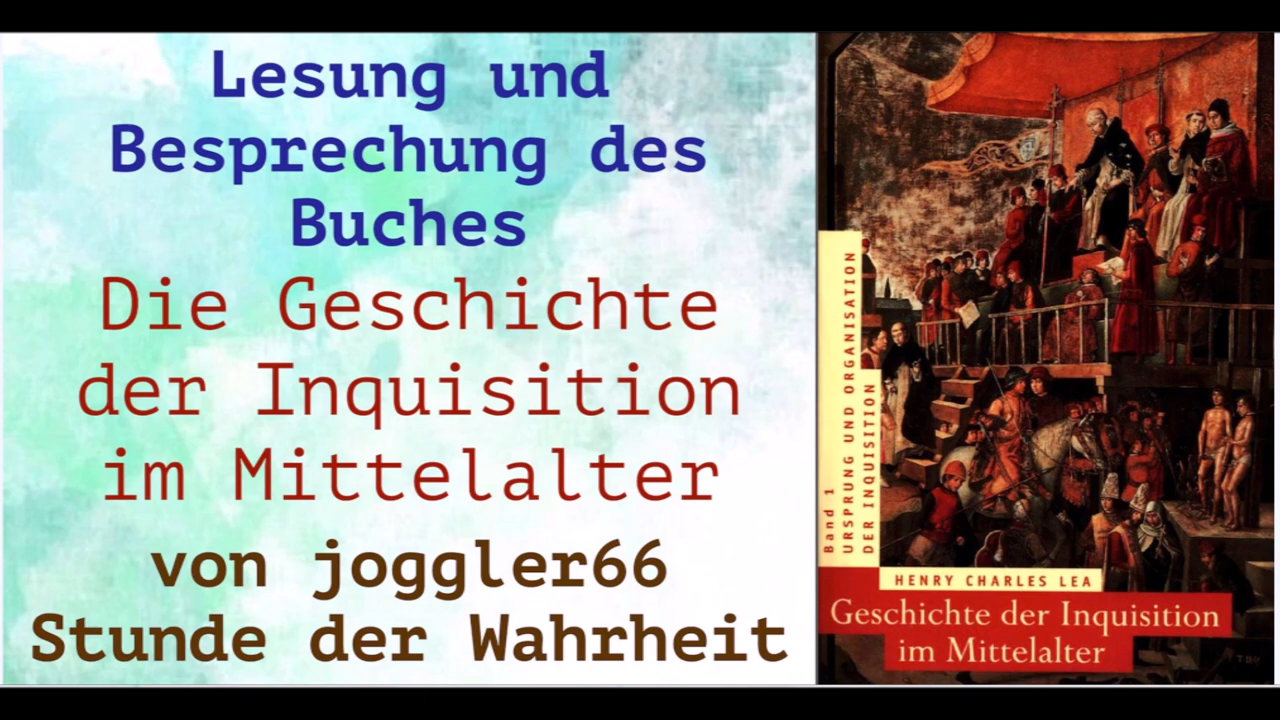 Lesung und
Besprechung des
Buches
Die Geschichte
der Inquisition
im Mittelalter
von joggler66
Stunde der Wahrheit
Band 1
URSPRUNG UND ORGANISATION
DER INQUISITION
HENRY CHARLES LEA
Geschichte der Inquisition
im Mittelalter